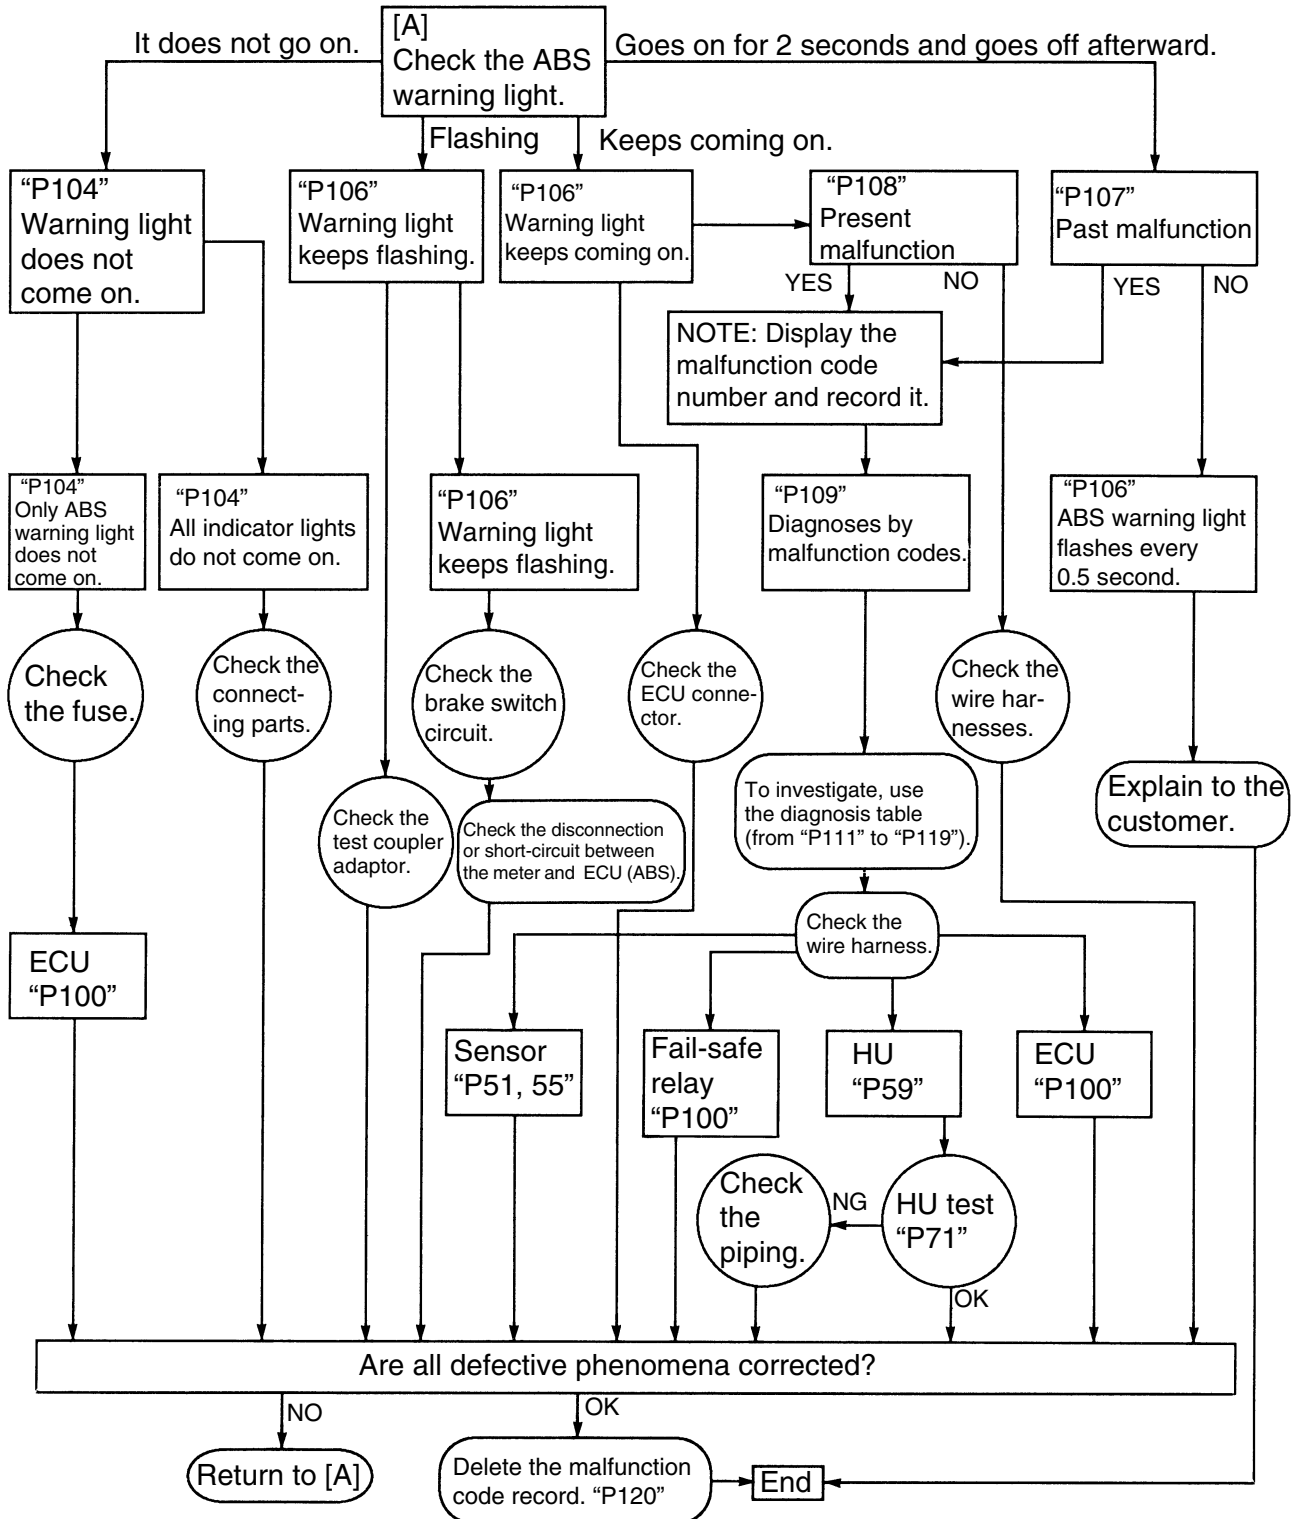 [A]
Check the ABS
warning light.
It does not go on.
Goes on for 2 seconds and goes off afterward.
Flashing
Keeps coming on.
“P104”
Warning light
does not
come on.
“P106”
Warning light
keeps flashing.
“P106”
Warning light
keeps coming on.
“P108”
Present
malfunction
“P107”
Past malfunction
YES
NO
YES
NO
NOTE: Display the
malfunction code
number and record it.
“P104”
Only ABS
warning light
does not
come on.
“P104”
All indicator lights
do not come on.
“P106”
Warning light
keeps flashing.
“P109”
Diagnoses by
malfunction codes.
“P106”
ABS warning light
flashes every
0.5 second.
Check
the fuse.
Check the
connect-
ing parts.
Check the
brake switch
circuit.
Check the
ECU conne-
ctor.
Check the
wire har-
nesses.
Check the
test coupler
adaptor.
Check the disconnection
or short-circuit between
the meter and ECU (ABS).
To investigate, use
the diagnosis table
(from “P111” to “P119”).
Explain to the
customer.
Check the
wire harness.
ECU
“P100”
Sensor
“P51, 55”
Fail-safe
relay
“P100”
HU
“P59”
ECU
“P100”
Check
the
piping.
NG
HU test
“P71”
OK
Are all defective phenomena corrected?
NO
OK
Return to [A]
Delete the malfunction
code record. “P120”
End